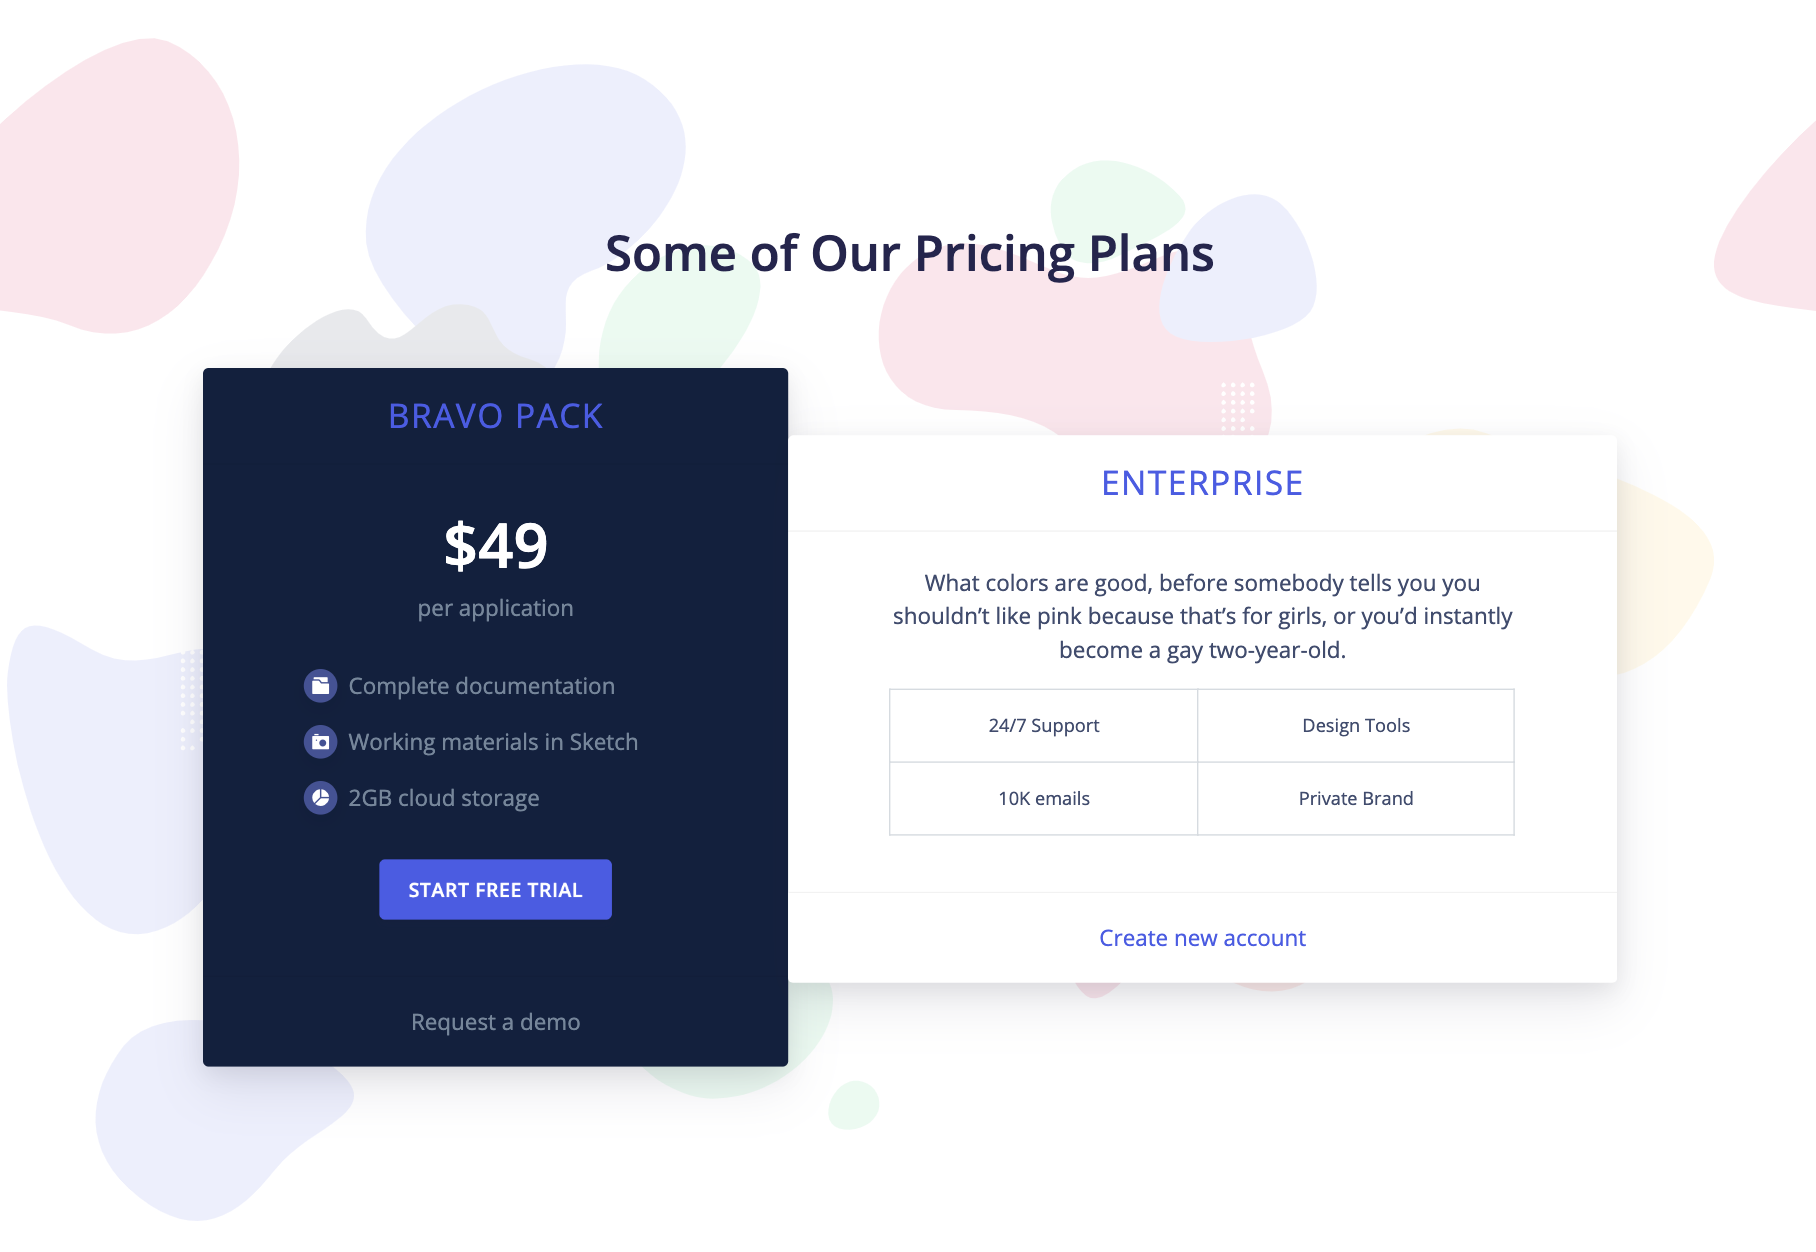 Some of Our Pricing Plans
BRAVO PACK
$49
per application
Complete documentation
Working materials in Sketch
2GB cloud storage
START FREE TRIAL
Request a demo
ENTERPRISE
What colors are good, before somebody tells you you
shouldn’t like pink because that’s for girls, or you’d instantly
become a gay two-year-old.
24/7 Support
Design Tools
10K emails
Private Brand
Create new account